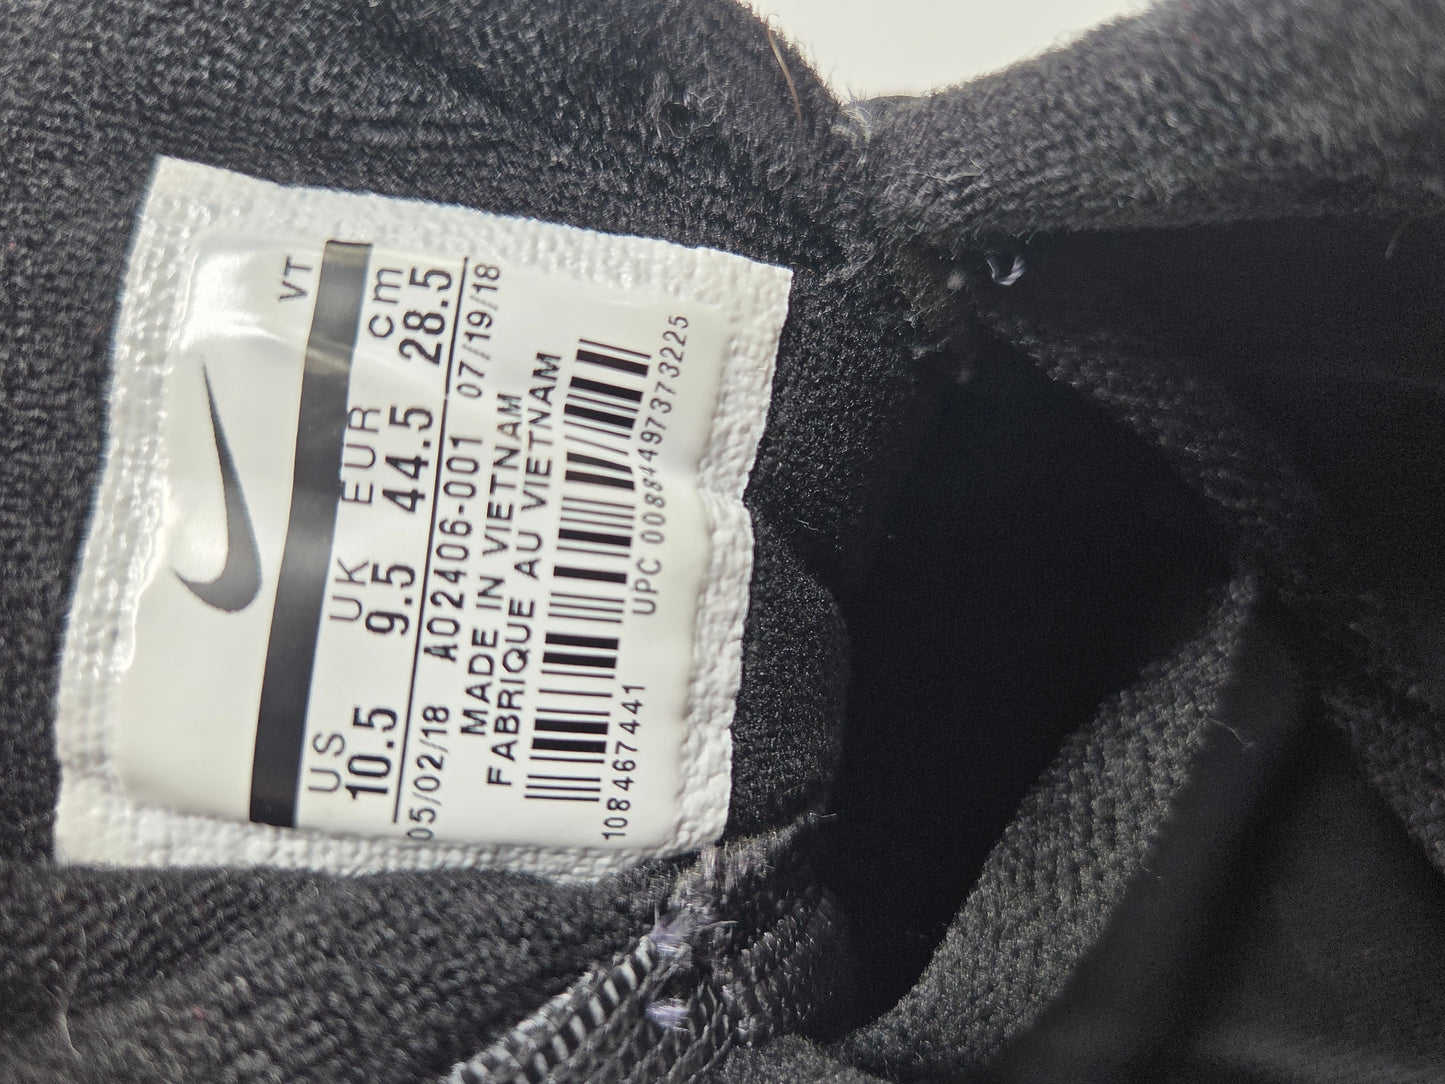 VT
US UK EUR cm
10.5 9.5 44.5 28.5
05/02/18 AO2406-001 07/19/18
MADE IN VIETNAM
FABRIQUE AU VIETNAM
108467441 UPC 00884497373225